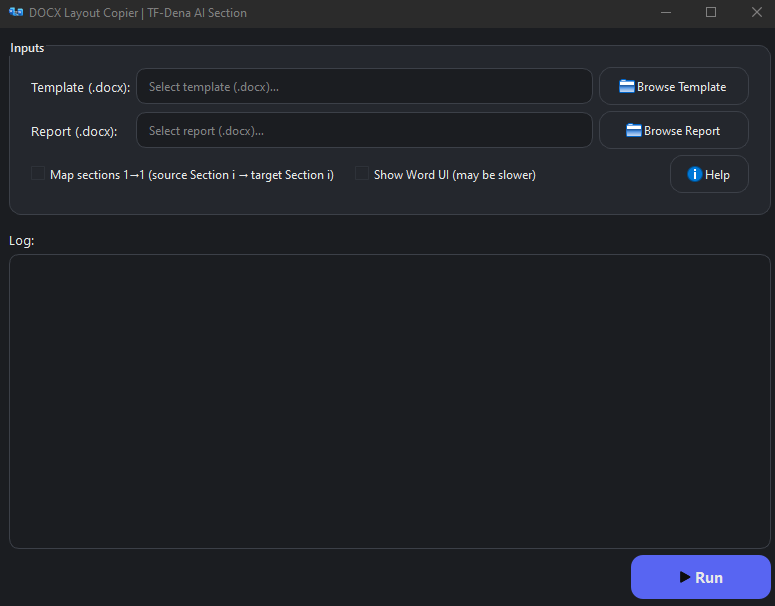 DOCX Layout Copier | TF-Dena AI Section
Inputs
Template (.docx): Select template (.docx)... Browse Template
Report (.docx): Select report (.docx)... Browse Report
Map sections 1→1 (source Section i → target Section i) Show Word UI (may be slower) Help
Log:
Run